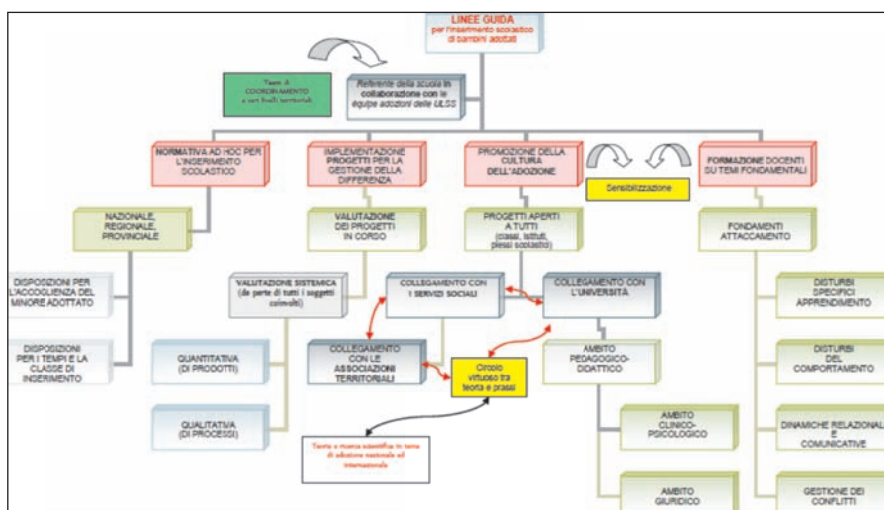 LINEE GUIDA
per l'inserimento scolastico
di bambini adottati
Team di
COORDINAMENTO
a vari livelli territoriali
Referente della scuola in
collaborazione con le
équipe adozioni delle ULSS
NORMATIVA AD HOC PER
L'INSERIMENTO
SCOLASTICO
IMPLEMENTAZIONE
PROGETTI PER LA
GESTIONE DELLA
DIFFERENZA
PROMOZIONE DELLA
CULTURA
DELL'ADOZIONE
FORMAZIONE DOCENTI
SU TEMI FONDAMENTALI
Sensibilizzazione
NAZIONALE,
REGIONALE,
PROVINCIALE
VALUTAZIONE
DEI PROGETTI
IN CORSO
PROGETTI APERTI
A TUTTI
(classi, istituti,
plessi scolastici)
FONDAMENTI
ATTACCAMENTO
DISPOSIZIONI PER
L'ACCOGLIENZA DEL
MINORE ADOTTATO
VALUTAZIONE SISTEMICA
(da parte di tutti i soggetti
coinvolti)
COLLEGAMENTO CON
I SERVIZI SOCIALI
COLLEGAMENTO CON
L'UNIVERSITÀ
DISTURBI
SPECIFICI
APPRENDIMENTO
DISPOSIZIONI
PER I TEMPI E LA
CLASSE DI
INSERIMENTO
QUANTITATIVA
(DI PRODOTTI)
COLLEGAMENTO
CON LE
ASSOCIAZIONI
TERRITORIALI
Circolo
virtuoso tra
teoria e prassi
AMBITO
PEDAGOGICO-
DIDATTICO
DISTURBI
DEL
COMPORTAMENTO
QUALITATIVA
(DI PROCESSI)
AMBITO
CLINICO-
PSICOLOGICO
DINAMICHE RELAZIONALI
E
COMUNICATIVE
Teoria e ricerca scientifica in tema
di adozione nazionale ed
internazionale
AMBITO
GIURIDICO
GESTIONE DEI
CONFLITTI